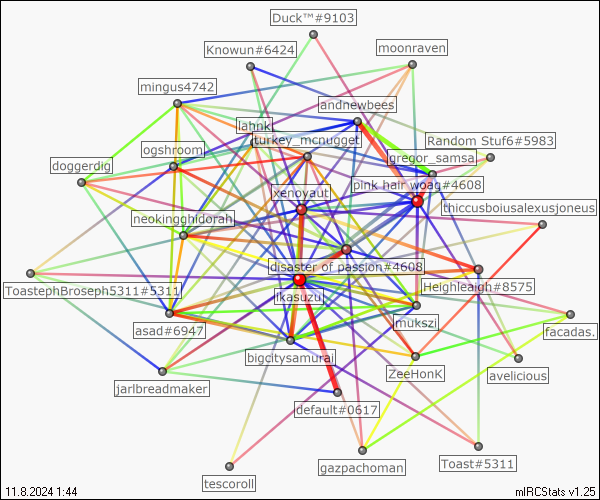 Duck™#9103
Knowun#6424
moonraven
mingus4742
andnewbees
lahnk
turkey_mcnugget
Random Stuf6#5983
ogshroom
gregor_samsa
doggerdig
pink hair woag#4608
xenoyaut
thiccusboiusalexusjoneus
neokingghidorah
disaster of passion#4608
ToastephBroseph5311#5311
Heighleaigh#8575
ikasuzu
asad#6947
mukszi
facadas.
bigcitysamurai
ZeeHonK
avelicious
jarlbreadmaker
default#0617
Toast#5311
gazpachoman
tescoroll
11.8.2024 1:44
mIRCStats v1.25